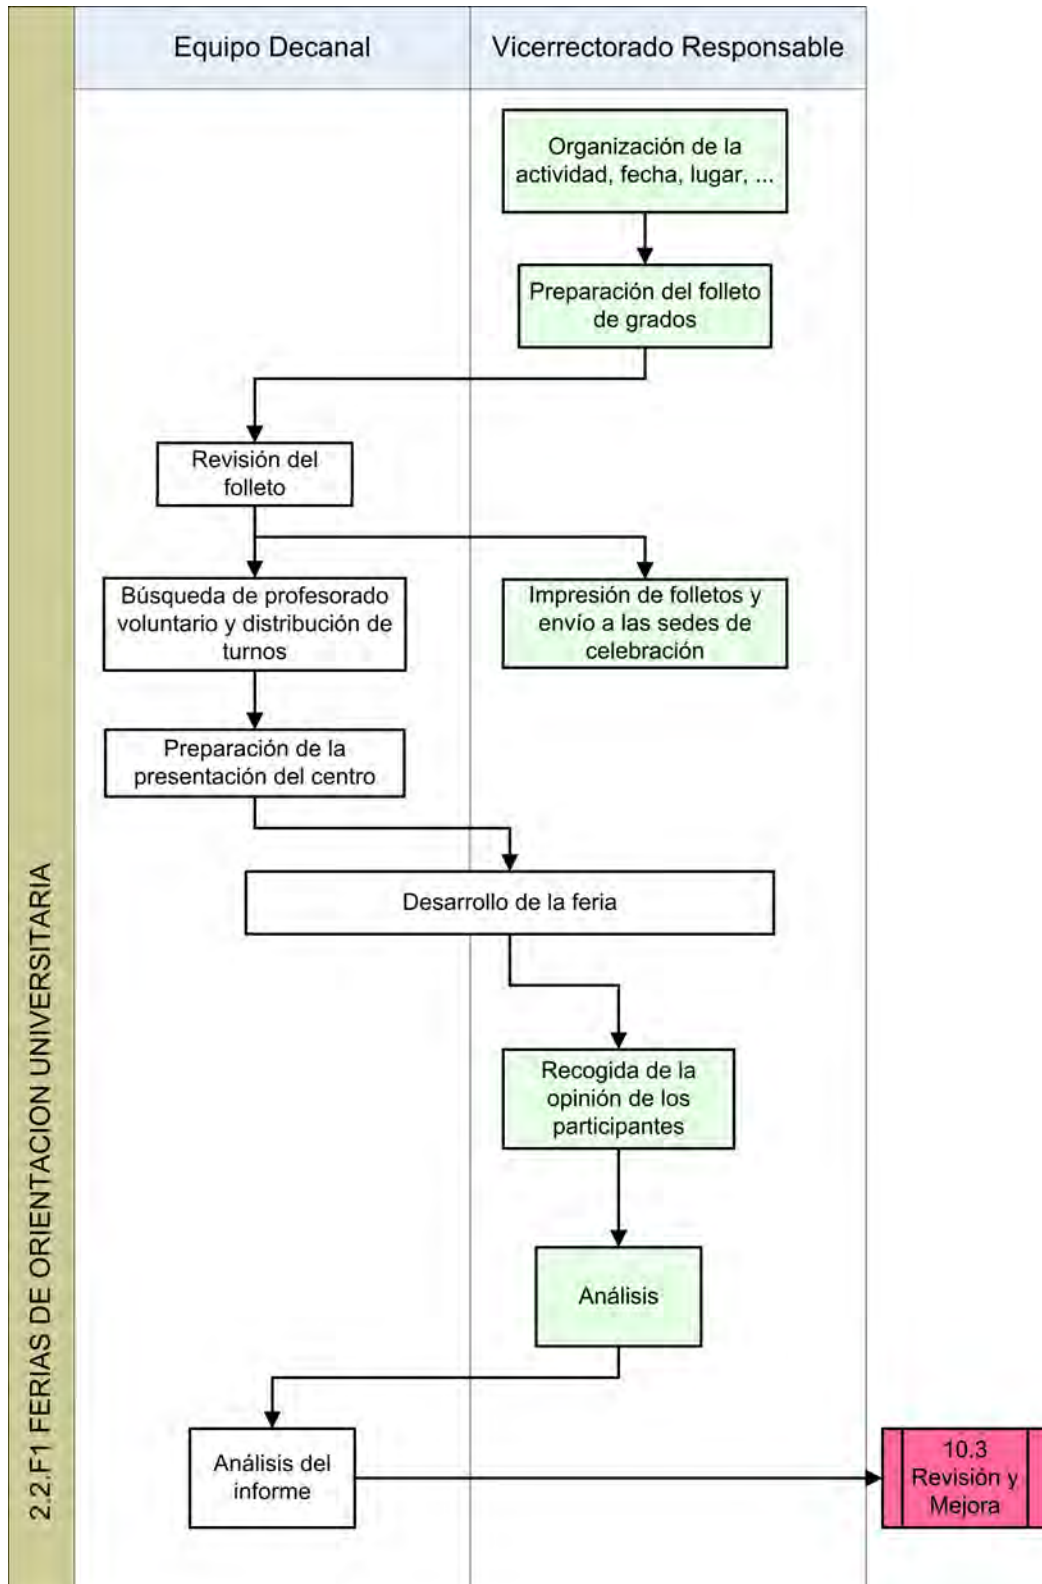 Equipo Decanal
Vicerrectorado Responsable
Organización de la
actividad, fecha, lugar, ...
Preparación del folleto
de grados
Revisión del
folleto
Búsqueda de profesorado
voluntario y distribución de
turnos
Impresión de folletos y
envío a las sedes de
celebración
Preparación de la
presentación del centro
Desarrollo de la feria
Recogida de la
opinión de los
participantes
Análisis
Análisis del
informe
10.3
Revisión y
Mejora
2.2.F1 FERIAS DE ORIENTACION UNIVERSITARIA